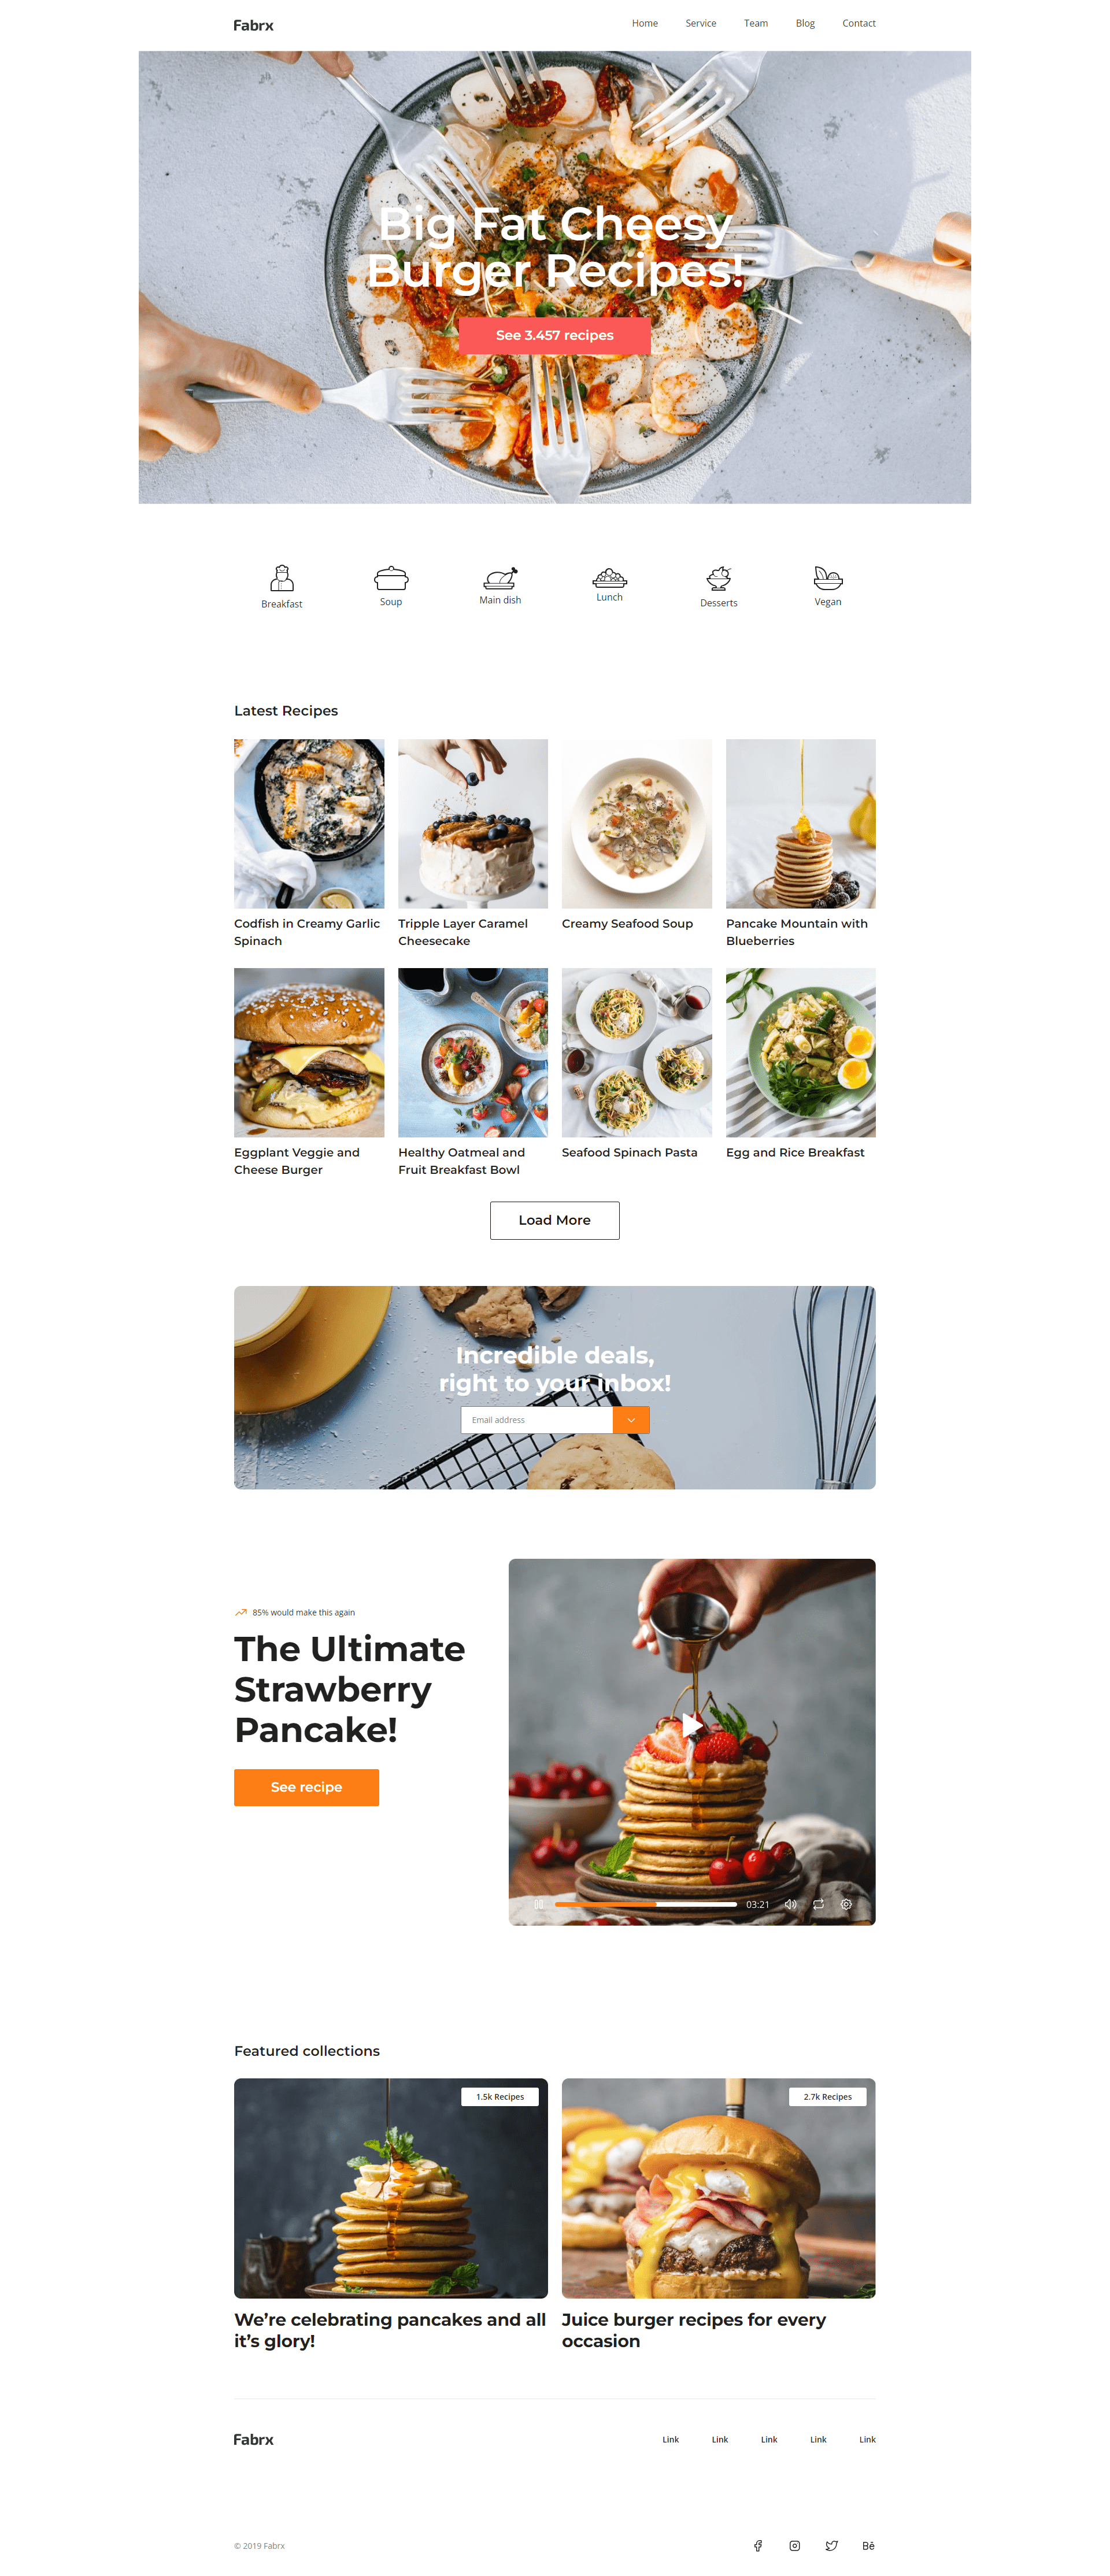 Fabrx
Home Service Team Blog Contact
Big Fat Cheesy
Burger Recipes!
See 3.457 recipes
Breakfast
Soup
Main dish
Lunch
Desserts
Vegan
Latest Recipes
Codfish in Creamy Garlic
Spinach
Tripple Layer Caramel
Cheesecake
Creamy Seafood Soup
Pancake Mountain with
Blueberries
Eggplant Veggie and
Cheese Burger
Healthy Oatmeal and
Fruit Breakfast Bowl
Seafood Spinach Pasta
Egg and Rice Breakfast
Load More
Incredible deals,
right to your inbox!
Email address
85% would make this again
The Ultimate
Strawberry
Pancake!
See recipe
03:21
Featured collections
1.5k Recipes
We’re celebrating pancakes and all
it’s glory!
2.7k Recipes
Juice burger recipes for every
occasion
Fabrx
Link Link Link Link Link
© 2019 Fabrx
Bē